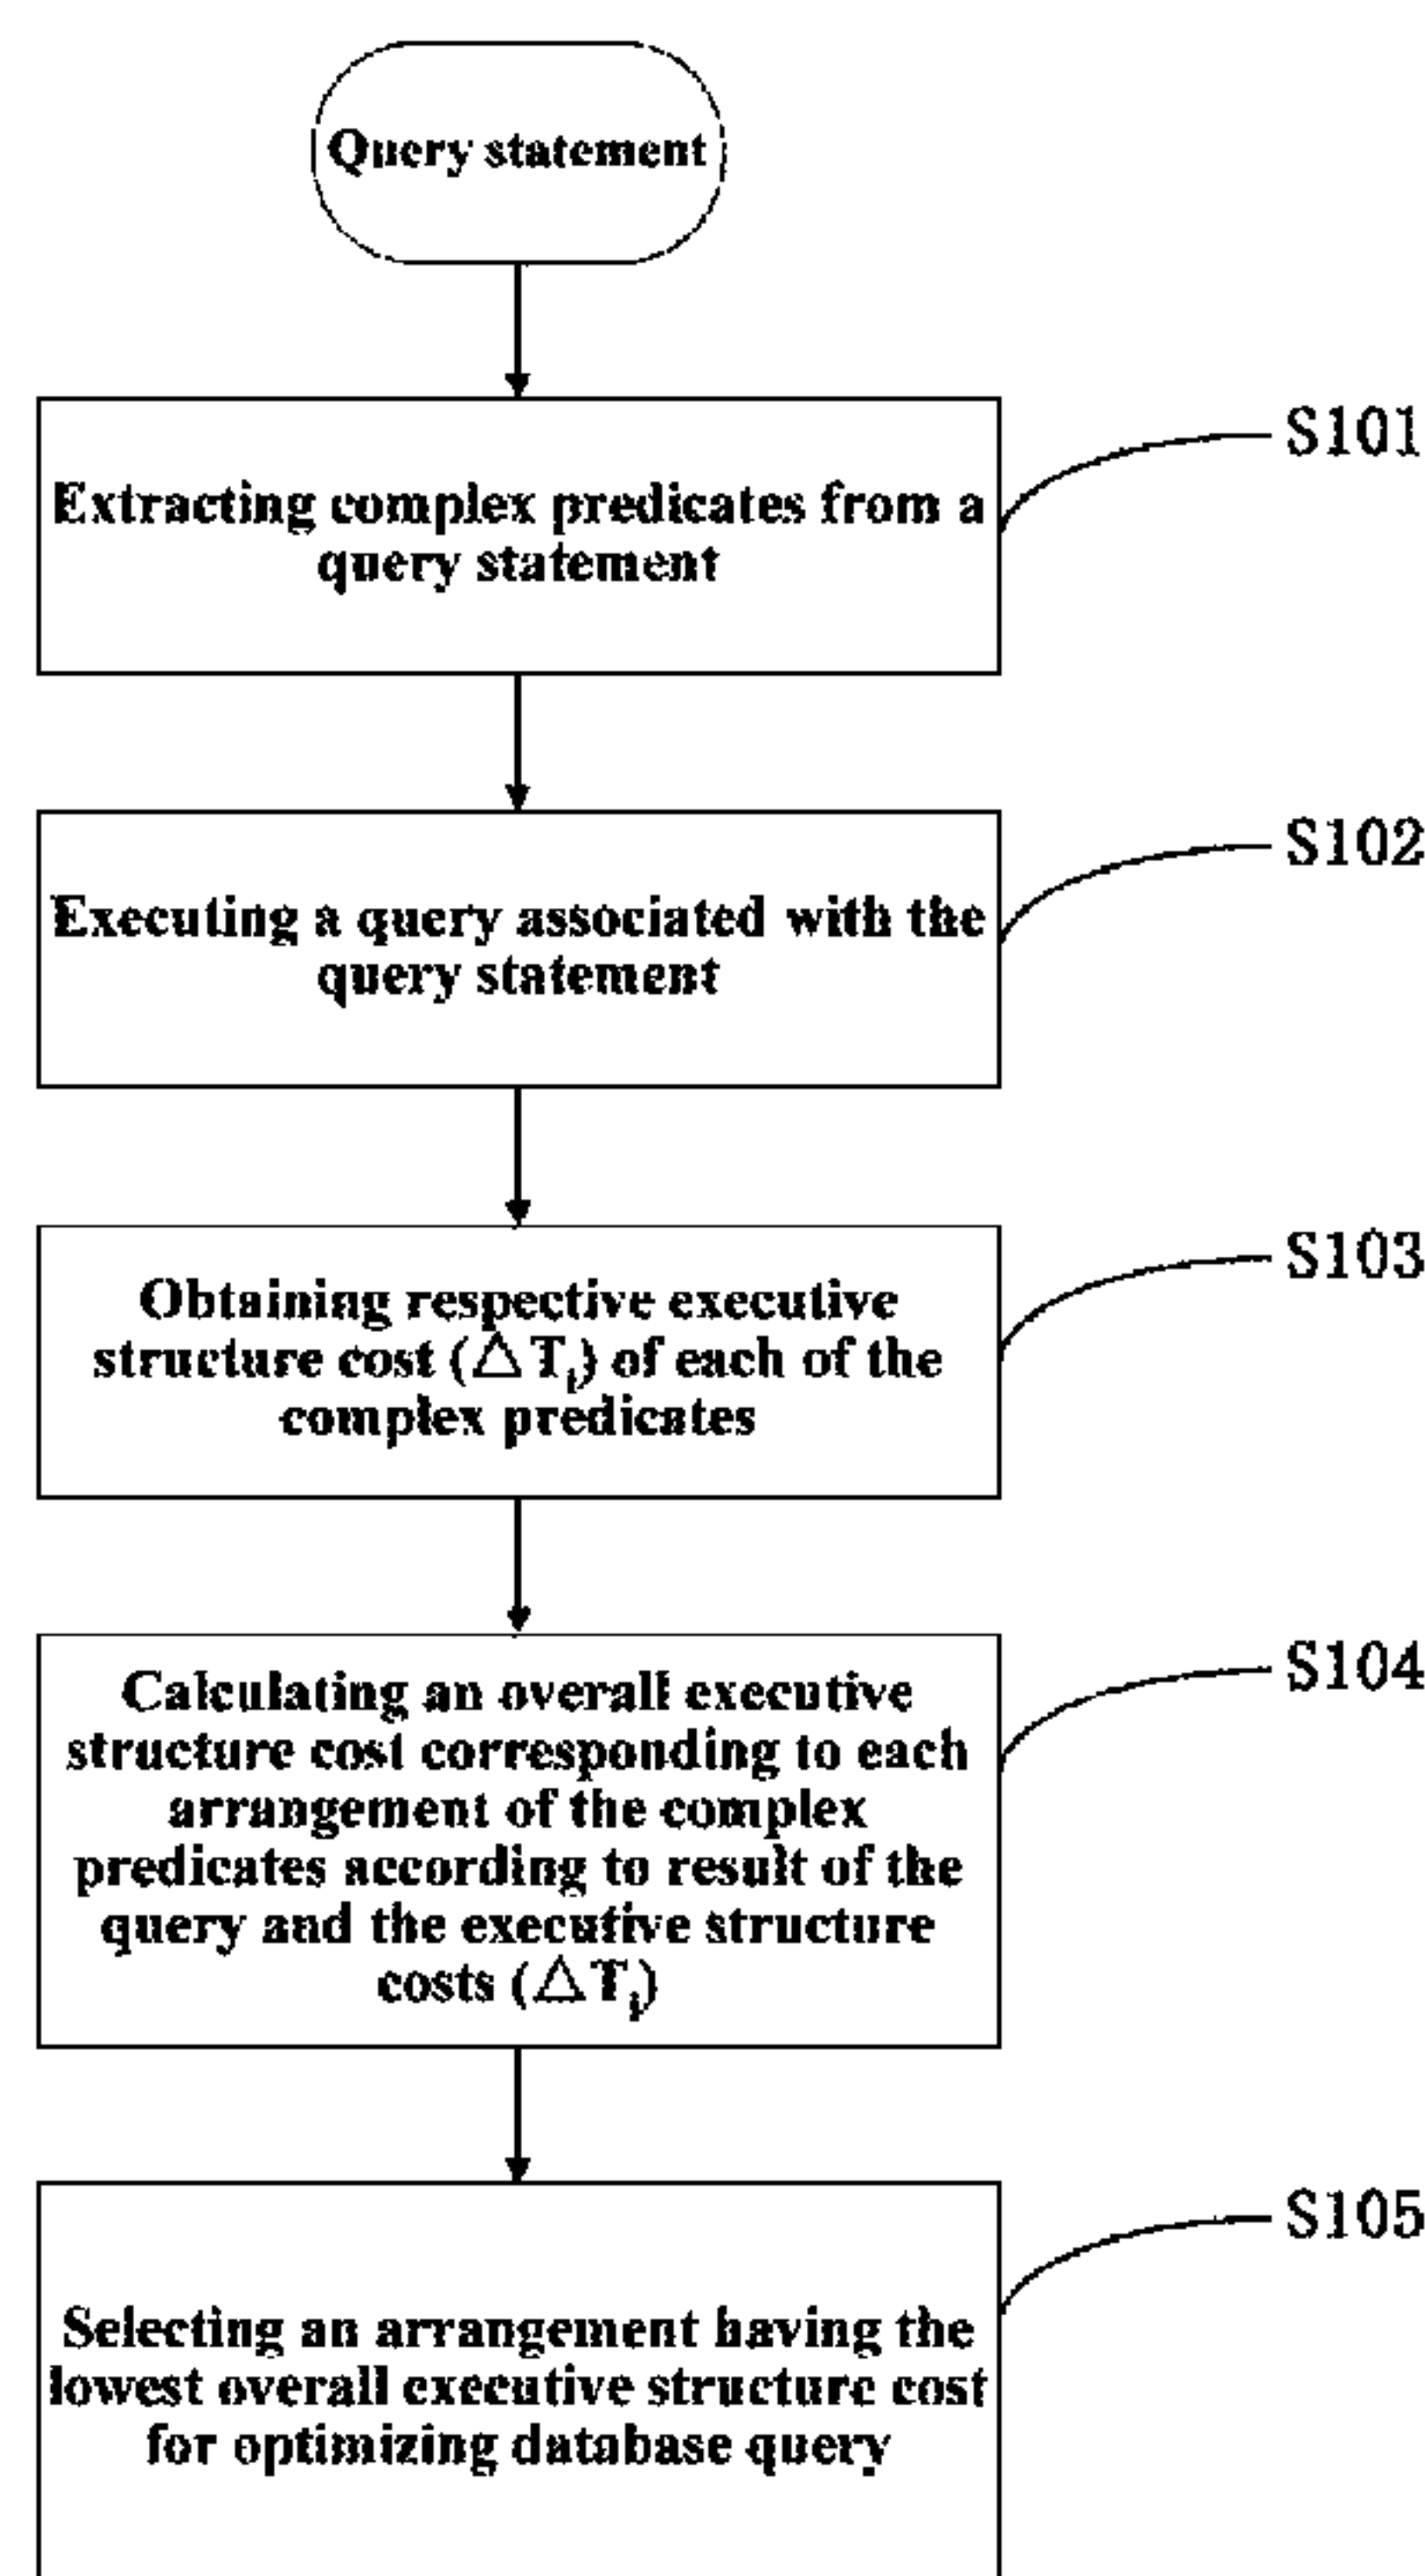 Query statement
S101
Extracting complex predicates from a
query statement
S102
Executing a query associated with the
query statement
S103
Obtaining respective executive
structure cost (△Ti) of each of the
complex predicates
S104
Calculating an overall executive
structure cost corresponding to each
arrangement of the complex
predicates according to result of the
query and the executive structure
costs (△Ti)
S105
Selecting an arrangement having the
lowest overall executive structure cost
for optimizing database query